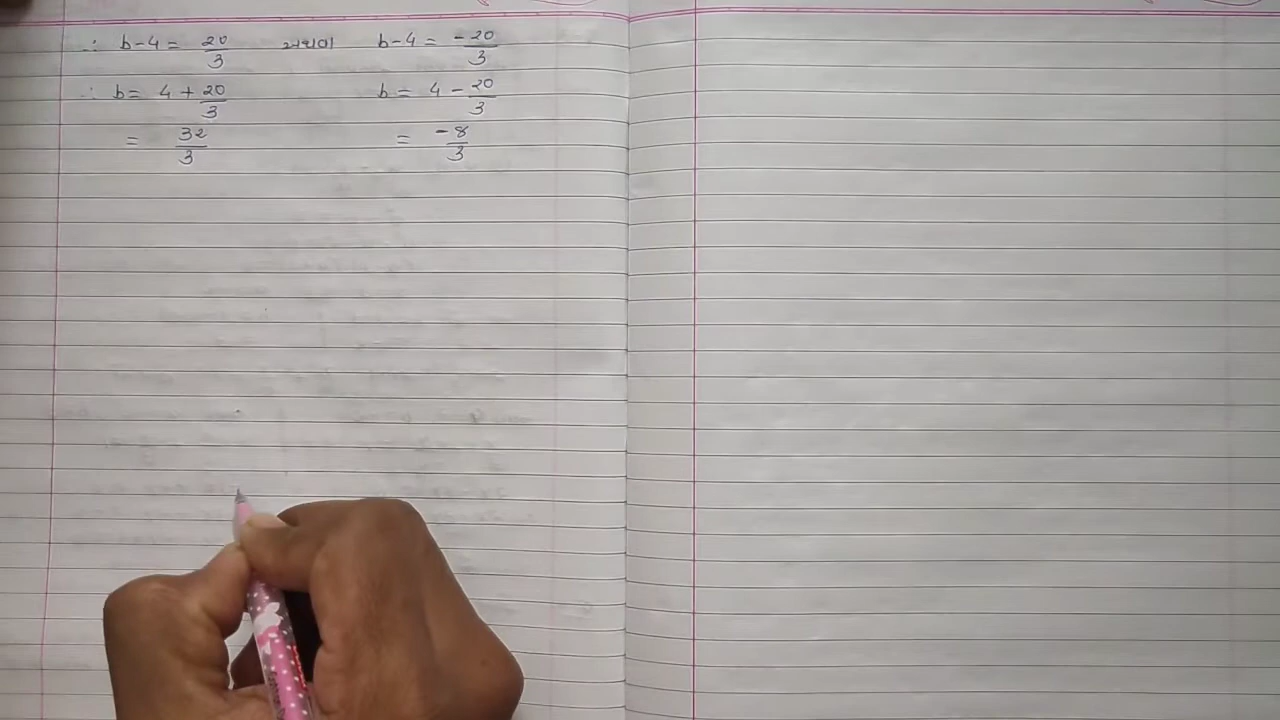 ∴ b-4 = 20/3 અથવા b-4 = -20/3
∴ b = 4 + 20/3 b = 4 - 20/3
= 32/3 = -8/3